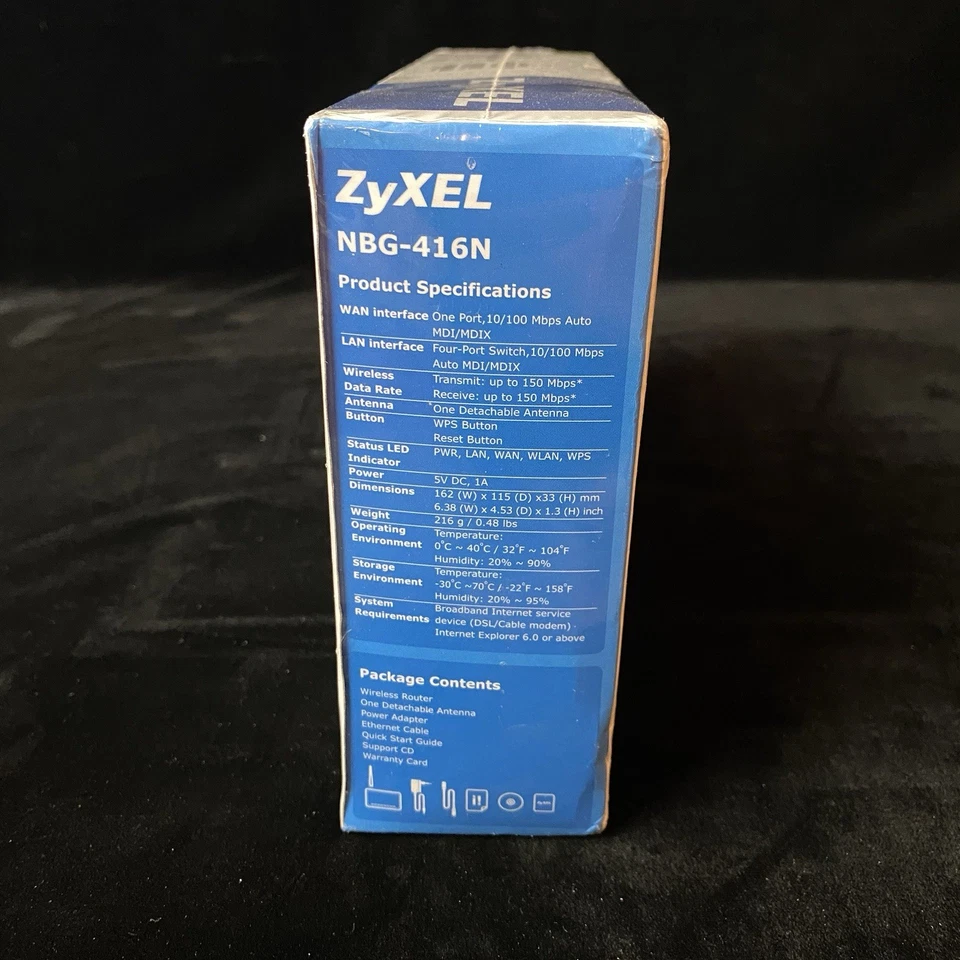 ZyXEL
ZyXEL
NBG-416N
Product Specifications
WAN interface One Port,10/100 Mbps Auto
MDI/MDIX
LAN interface Four-Port Switch,10/100 Mbps
Auto MDI/MDIX
Wireless Transmit: up to 150 Mbps*
Data Rate Receive: up to 150 Mbps*
Antenna One Detachable Antenna
Button WPS Button
Reset Button
Status LED PWR, LAN, WAN, WLAN, WPS
Indicator
Power 5V DC, 1A
Dimensions 162 (W) x 115 (D) x33 (H) mm
6.38 (W) x 4.53 (D) x 1.3 (H) inch
Weight 216 g / 0.48 lbs
Operating Temperature:
Environment 0°C ~ 40°C / 32°F ~ 104°F
Humidity: 20% ~ 90%
Storage Temperature:
Environment -30°C ~70°C / -22°F ~ 158°F
Humidity: 20% ~ 95%
System Broadband Internet service
Requirements device (DSL/Cable modem)
Internet Explorer 6.0 or above
Package Contents
Wireless Router
One Detachable Antenna
Power Adapter
Ethernet Cable
Quick Start Guide
Support CD
Warranty Card